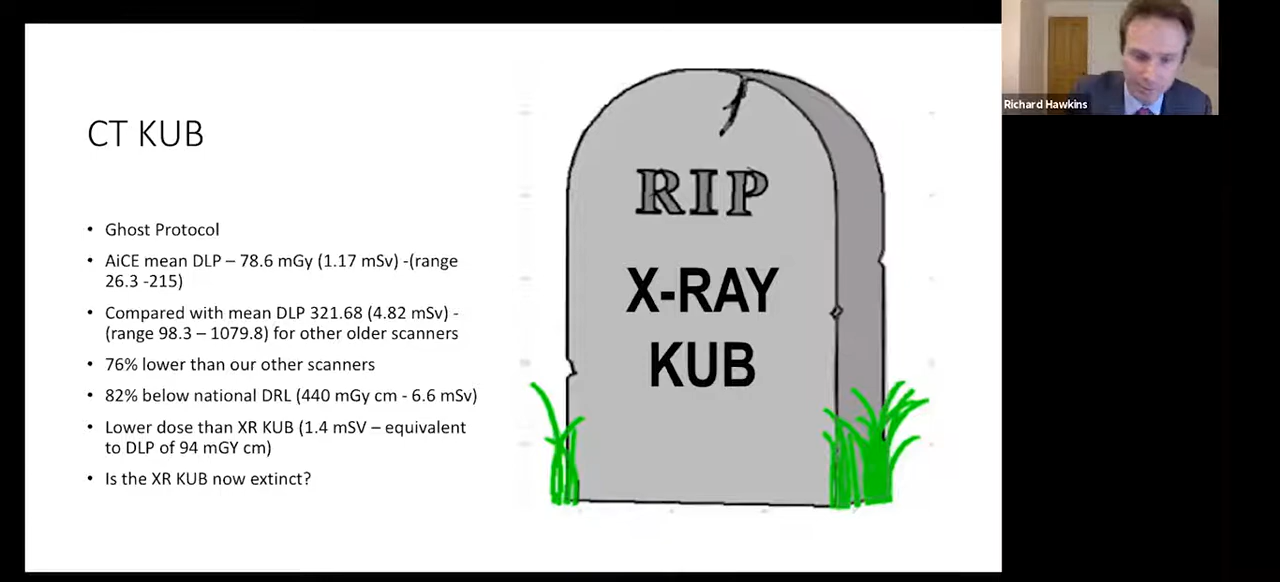 CT KUB
• Ghost Protocol
• AiCE mean DLP – 78.6 mGy (1.17 mSv) -(range
26.3 -215)
• Compared with mean DLP 321.68 (4.82 mSv) -
(range 98.3 – 1079.8) for other older scanners
• 76% lower than our other scanners
• 82% below national DRL (440 mGy cm - 6.6 mSv)
• Lower dose than XR KUB (1.4 mSV – equivalent
to DLP of 94 mGY cm)
• Is the XR KUB now extinct?
RIP
X-RAY
KUB
Richard Hawkins